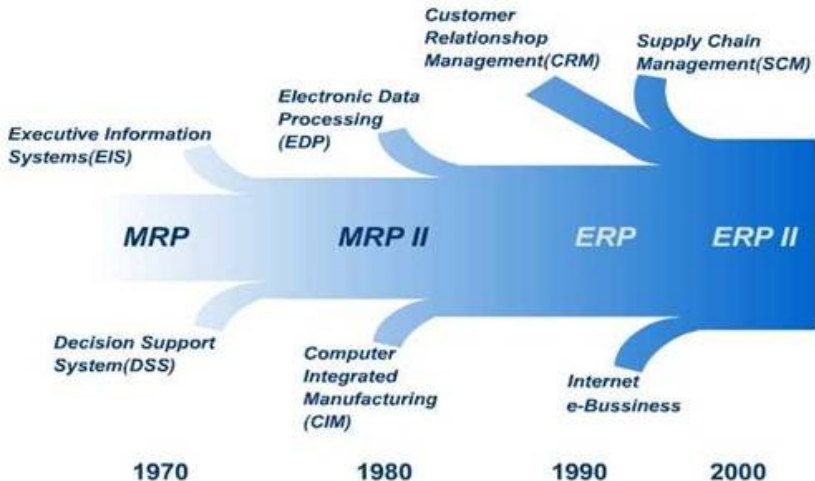 Customer
Relationshop
Management(CRM)
Supply Chain
Management(SCM)
Electronic Data
Processing
(EDP)
Executive Information
Systems(EIS)
MRP
MRP II
ERP
ERP II
Decision Support
System(DSS)
Computer
Integrated
Manufacturing
(CIM)
Internet
e-Bussiness
1970
1980
1990
2000